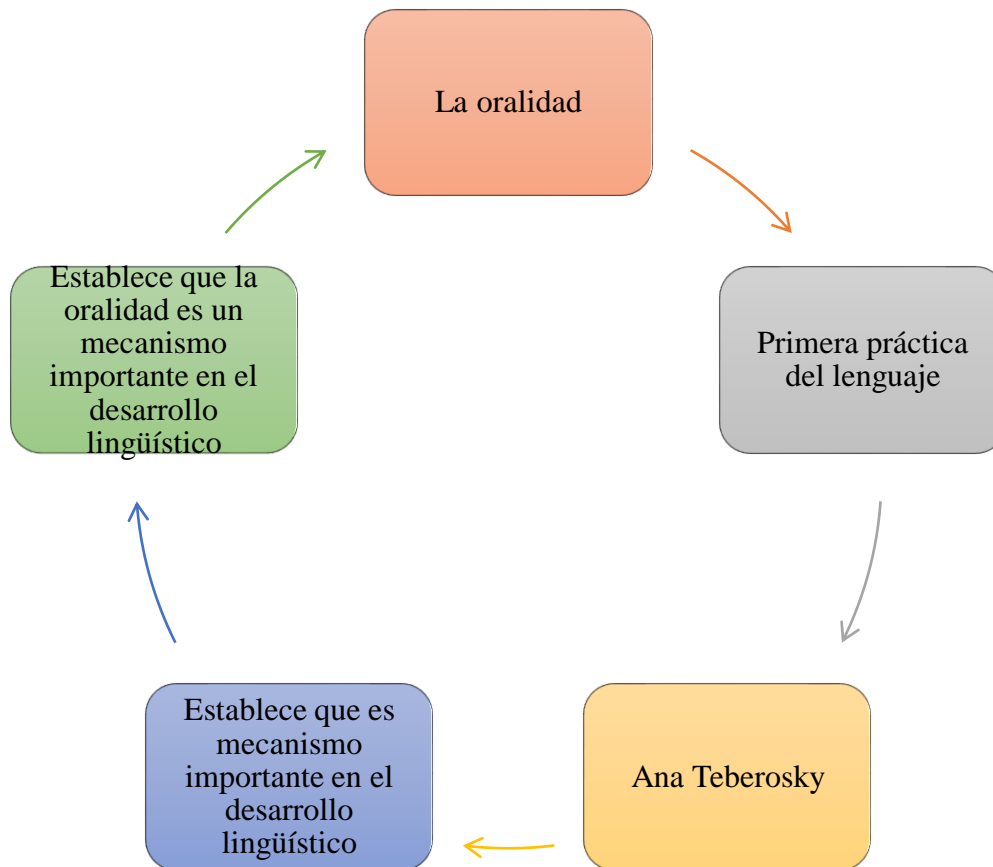 La oralidad
Primera práctica
del lenguaje
Ana Teberosky
Establece que es
mecanismo
importante en el
desarrollo
lingüístico
Establece que la
oralidad es un
mecanismo
importante en el
desarrollo
lingüístico